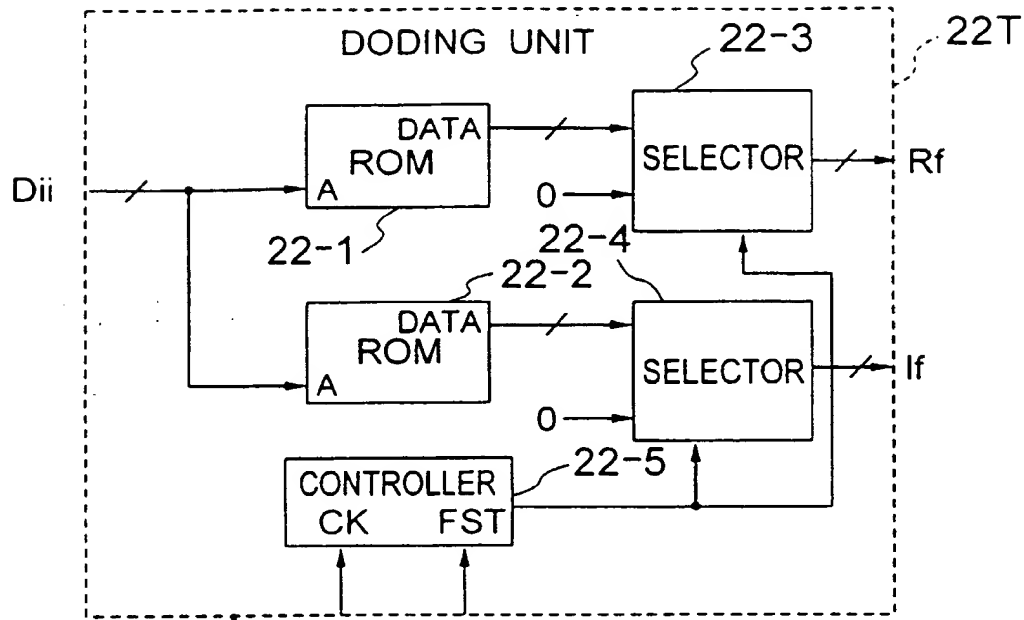 DODING UNIT
22T
22-3
DATA
ROM
A
22-1
SELECTOR
0
Rf
Dii
22-4
22-2
DATA
ROM
A
SELECTOR
0
If
22-5
CONTROLLER
CK FST